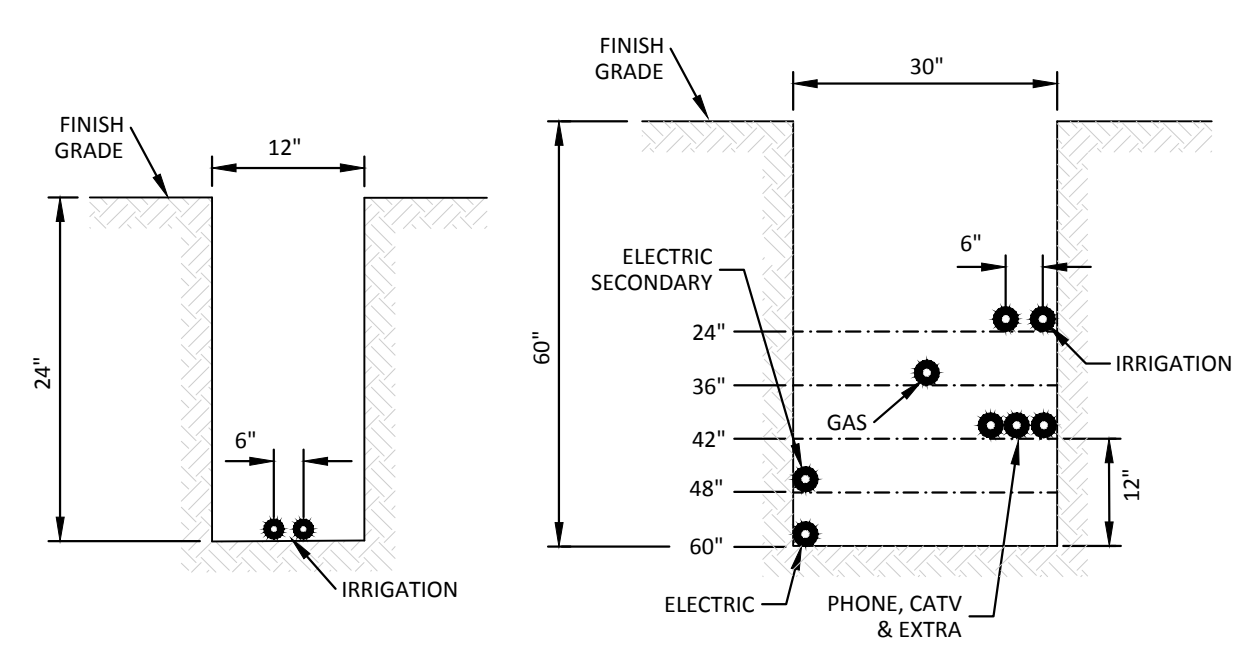 FINISH
GRADE
12"
24"
6"
IRRIGATION
FINISH
GRADE
30"
60"
ELECTRIC
SECONDARY
6"
24"
IRRIGATION
36"
GAS
42"
48"
12"
60"
ELECTRIC
PHONE, CATV
& EXTRA